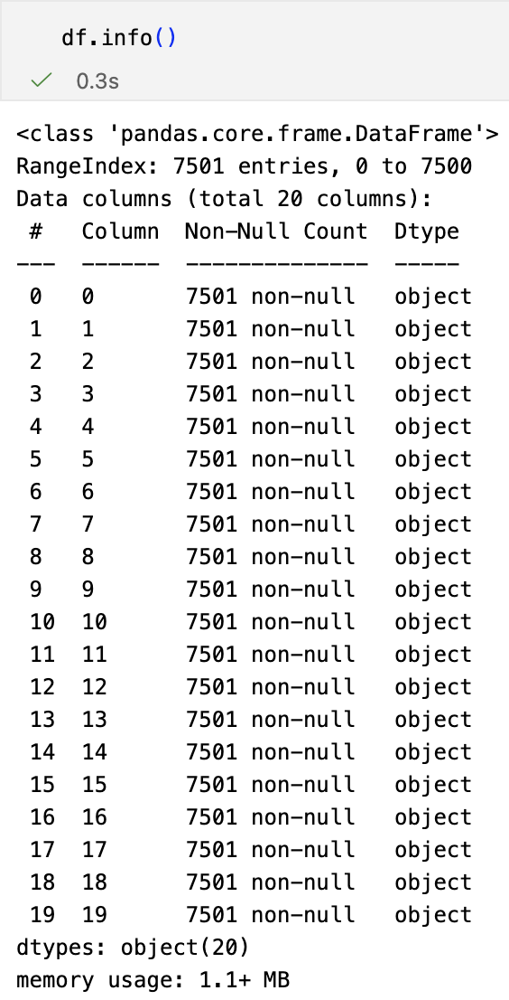 df.info()
0.3s
<class 'pandas.core.frame.DataFrame'>
RangeIndex: 7501 entries, 0 to 7500
Data columns (total 20 columns):
 #   Column  Non-Null Count  Dtype
---  ------  --------------  -----
 0   0       7501 non-null   object
 1   1       7501 non-null   object
 2   2       7501 non-null   object
 3   3       7501 non-null   object
 4   4       7501 non-null   object
 5   5       7501 non-null   object
 6   6       7501 non-null   object
 7   7       7501 non-null   object
 8   8       7501 non-null   object
 9   9       7501 non-null   object
 10  10      7501 non-null   object
 11  11      7501 non-null   object
 12  12      7501 non-null   object
 13  13      7501 non-null   object
 14  14      7501 non-null   object
 15  15      7501 non-null   object
 16  16      7501 non-null   object
 17  17      7501 non-null   object
 18  18      7501 non-null   object
 19  19      7501 non-null   object
dtypes: object(20)
memory usage: 1.1+ MB